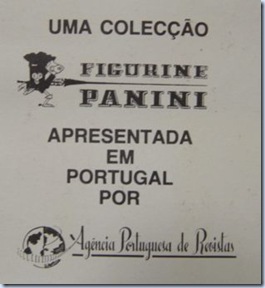 UMA COLECÇÃO
FIGURINE
PANINI
APRESENTADA
EM
PORTUGAL
POR
Agência Portuguesa de Revistas